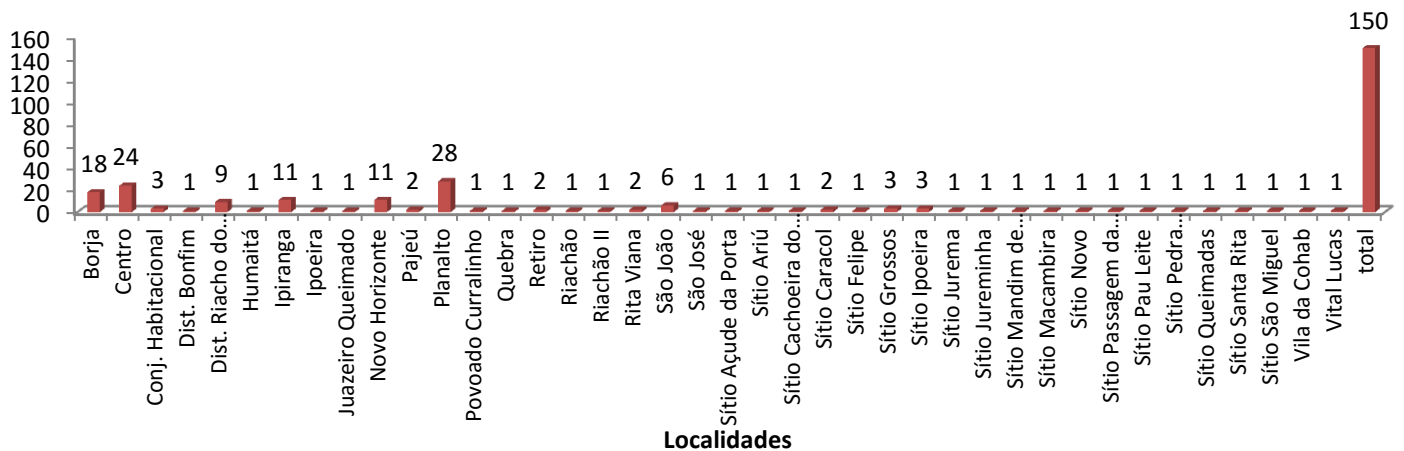 160
140
120
100
80
60
40
20
0
18
24
3
1
9
1
11
1
1
11
2
28
1
1
2
1
1
2
6
1
1
1
1
2
1
3
3
1
1
1
1
1
1
1
1
1
1
1
1
1
150
Borja
Centro
Conj. Habitacional
Dist. Bonfim
Dist. Riacho do…
Humaitá
Ipiranga
Ipoeira
Juazeiro Queimado
Novo Horizonte
Pajeú
Planalto
Povoado Curralinho
Quebra
Retiro
Riachão
Riachão II
Rita Viana
São João
São José
Sítio Açude da Porta
Sítio Ariú
Sítio Cachoeira do…
Sítio Caracol
Sítio Felipe
Sítio Grossos
Sítio Ipoeira
Sítio Jurema
Sítio Jureminha
Sítio Mandim de…
Sítio Macambira
Sítio Novo
Sítio Passagem da…
Sítio Pau Leite
Sítio Pedra…
Sítio Queimadas
Sítio Santa Rita
Sítio São Miguel
Vila da Cohab
Vital Lucas
total
Localidades